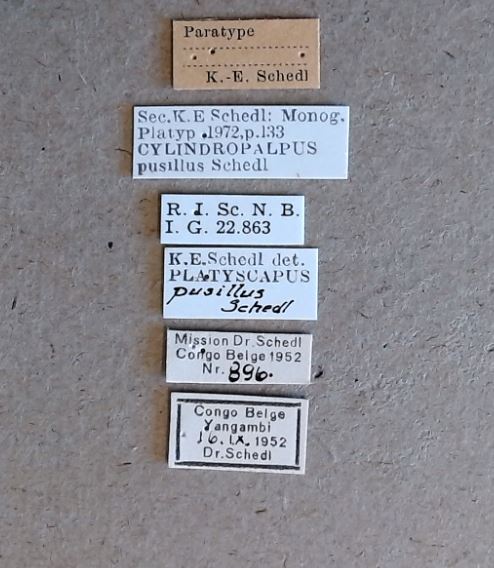 Paratype
K.-E. Schedl
Sec.K.E Schedl: Monog.
Platyp.1972,p.133
CYLINDROPALPUS
pusillus Schedl
R. I. Sc. N. B.
I. G. 22.863
K.E.Schedl det.
PLATYSCAPUS
pusillus
Schedl
Mission Dr.Schedl
Congo Belge 1952
Nr. 896.
Congo Belge
Yangambi
16.IX.1952
Dr.Schedl